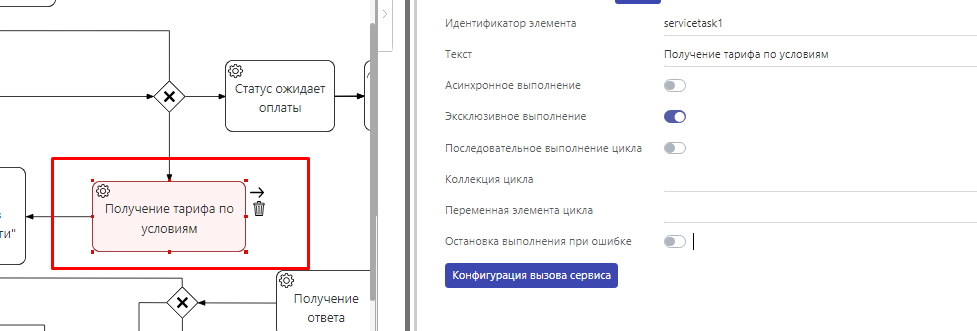 Статус ожидает
оплаты
Получение тарифа по
условиям
ти"
Получение
ответа
Идентификатор элемента
servicetask1
Текст
Получение тарифа по условиям
Асинхронное выполнение
Эксклюзивное выполнение
Последовательное выполнение цикла
Коллекция цикла
Переменная элемента цикла
Остановка выполнения при ошибке
Конфигурация вызова сервиса